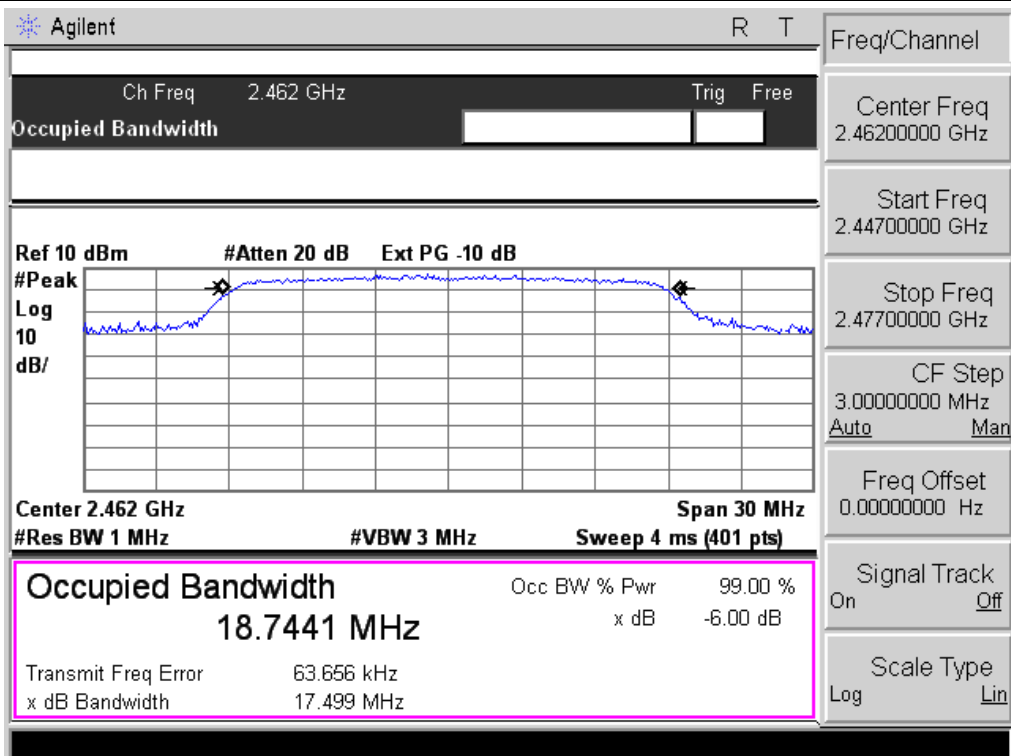 Agilent R T
Freq/Channel
Ch Freq 2.462 GHz Trig Free
Occupied Bandwidth
Center Freq
2.46200000 GHz
Start Freq
2.44700000 GHz
Stop Freq
2.47700000 GHz
CF Step
3.00000000 MHz
Auto Man
Freq Offset
0.00000000 Hz
Signal Track
On Off
Scale Type
Log Lin
Ref 10 dBm #Atten 20 dB Ext PG -10 dB
#Peak
Log
10
dB/
Center 2.462 GHz Span 30 MHz
#Res BW 1 MHz #VBW 3 MHz Sweep 4 ms (401 pts)
Occupied Bandwidth Occ BW % Pwr 99.00 %
18.7441 MHz x dB -6.00 dB
Transmit Freq Error 63.656 kHz
x dB Bandwidth 17.499 MHz